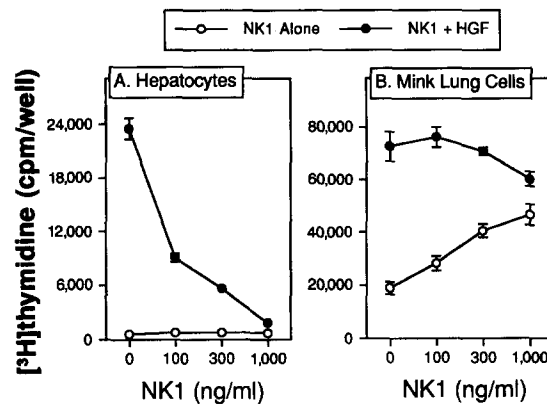 NK1 Alone
NK1 + HGF
A. Hepatocytes
B. Mink Lung Cells
[³H]thymidine (cpm/well)
24,000
18,000
12,000
6,000
0
80,000
60,000
40,000
20,000
0
0 100 300 1,000
0 100 300 1,000
NK1 (ng/ml)
NK1 (ng/ml)